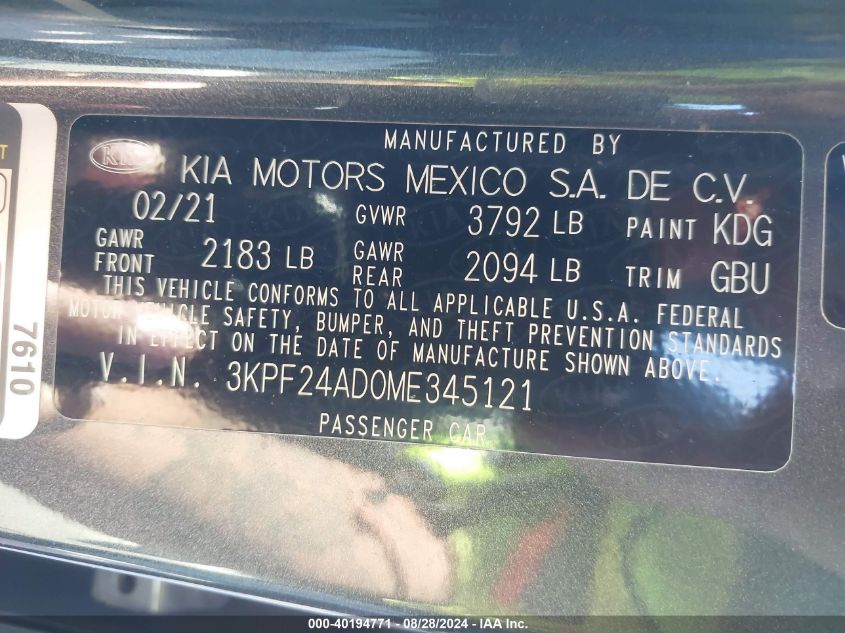 MANUFACTURED BY
KIA
KIA MOTORS MEXICO S.A. DE C.V.
02/21 GVWR 3792 LB PAINT KDG
GAWR FRONT 2183 LB GAWR REAR 2094 LB TRIM GBU
THIS VEHICLE CONFORMS TO ALL APPLICABLE U.S.A. FEDERAL
MOTOR VEHICLE SAFETY, BUMPER, AND THEFT PREVENTION STANDARDS
IN EFFECT ON THE DATE OF MANUFACTURE SHOWN ABOVE.
V.I.N. 3KPF24AD0ME345121
PASSENGER CAR
7610
000-40194771 - 08/28/2024 - IAA Inc.